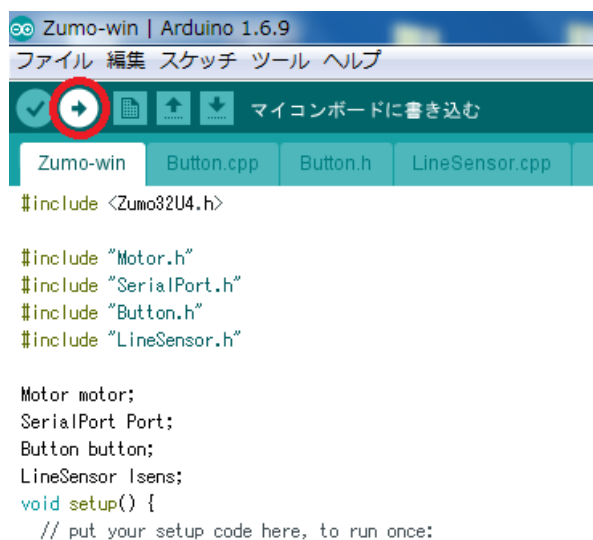 Zumo-win | Arduino 1.6.9
ファイル 編集 スケッチ ツール ヘルプ
マイコンボードに書き込む
Zumo-win Button.cpp Button.h LineSensor.cpp
#include <Zumo32U4.h>
#include "Motor.h"
#include "SerialPort.h"
#include "Button.h"
#include "LineSensor.h"
Motor motor;
SerialPort Port;
Button button;
LineSensor lsens;
void setup() {
// put your setup code here, to run once: